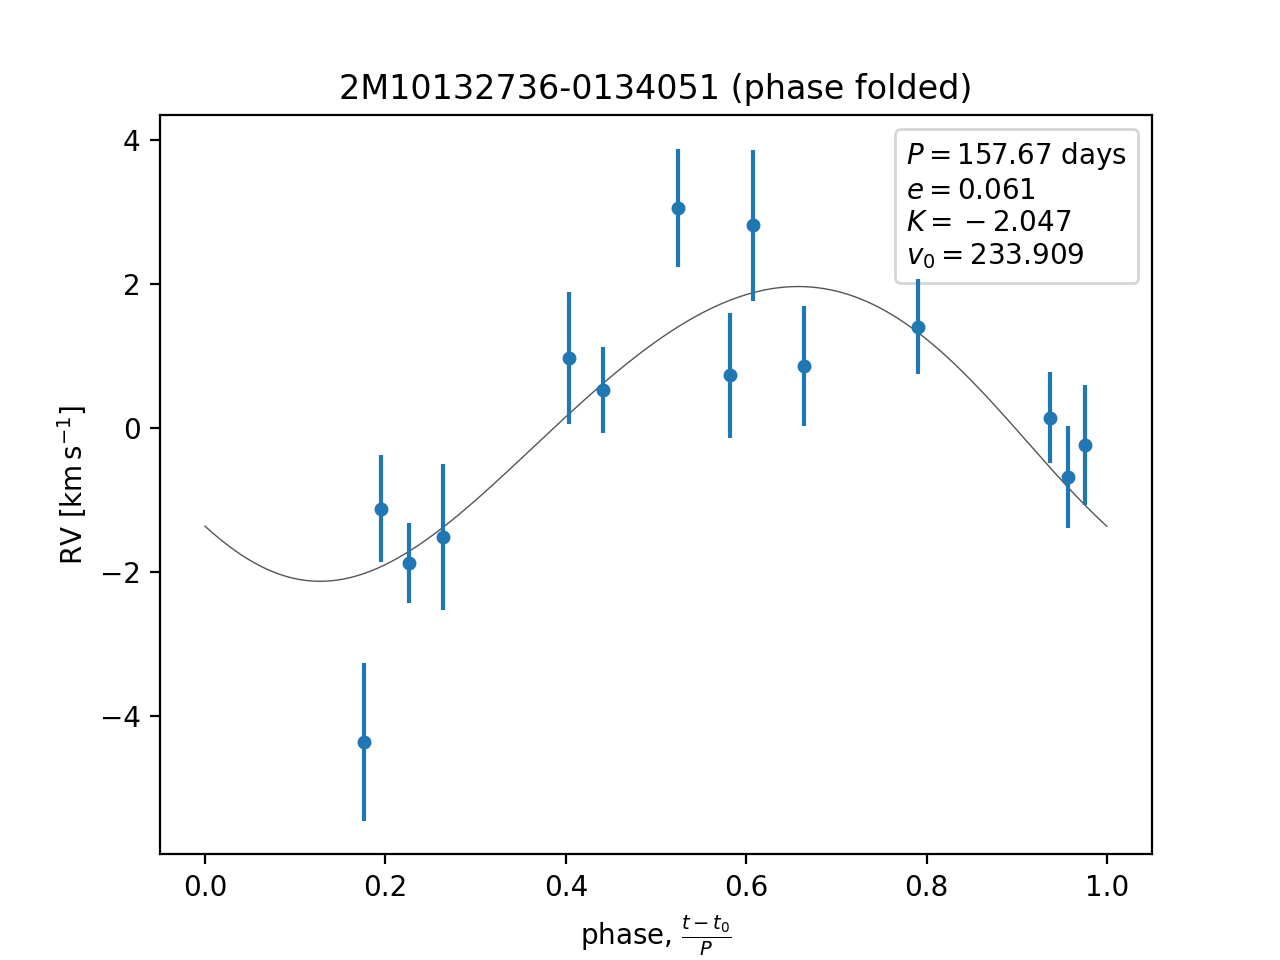 2M10132736-0134051 (phase folded)
P = 157.67 days
e = 0.061
K = −2.047
v₀ = 233.909
4
2
0
−2
−4
RV [km s⁻¹]
0.0 0.2 0.4 0.6 0.8 1.0
phase, (t − t₀)/P